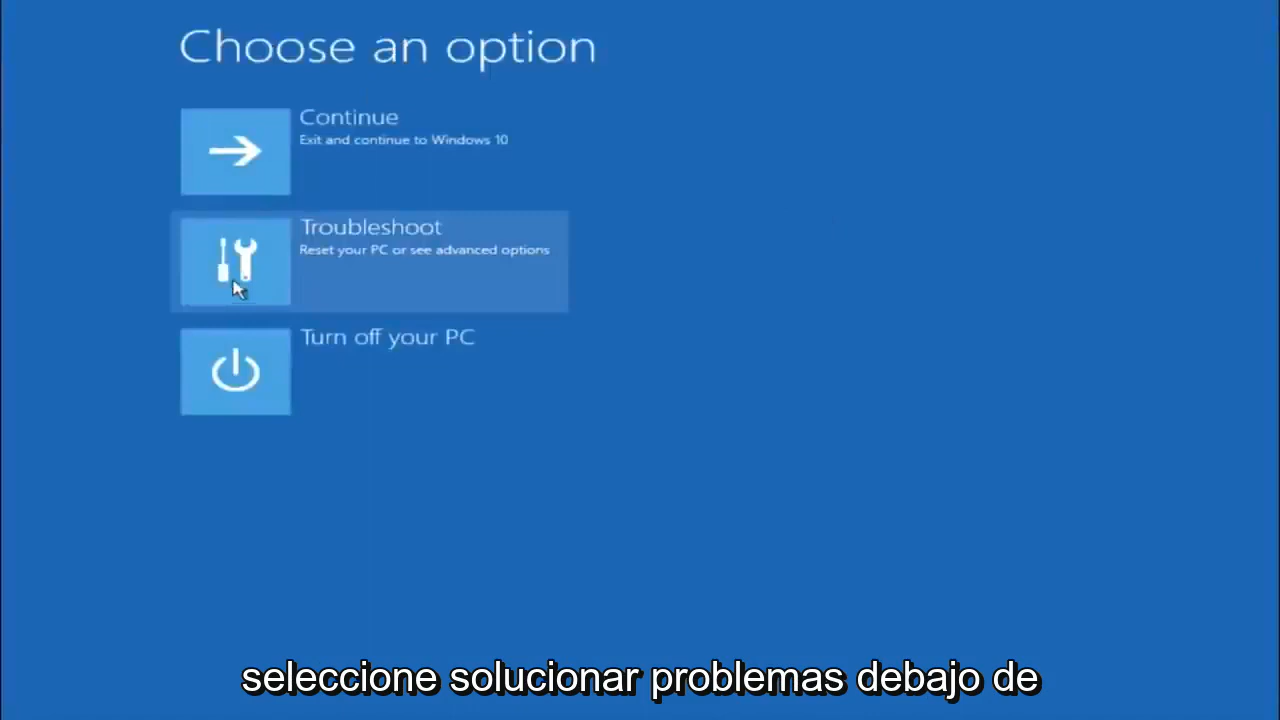 Choose an option
Continue
Exit and continue to Windows 10
Troubleshoot
Reset your PC or see advanced options
Turn off your PC
seleccione solucionar problemas debajo de